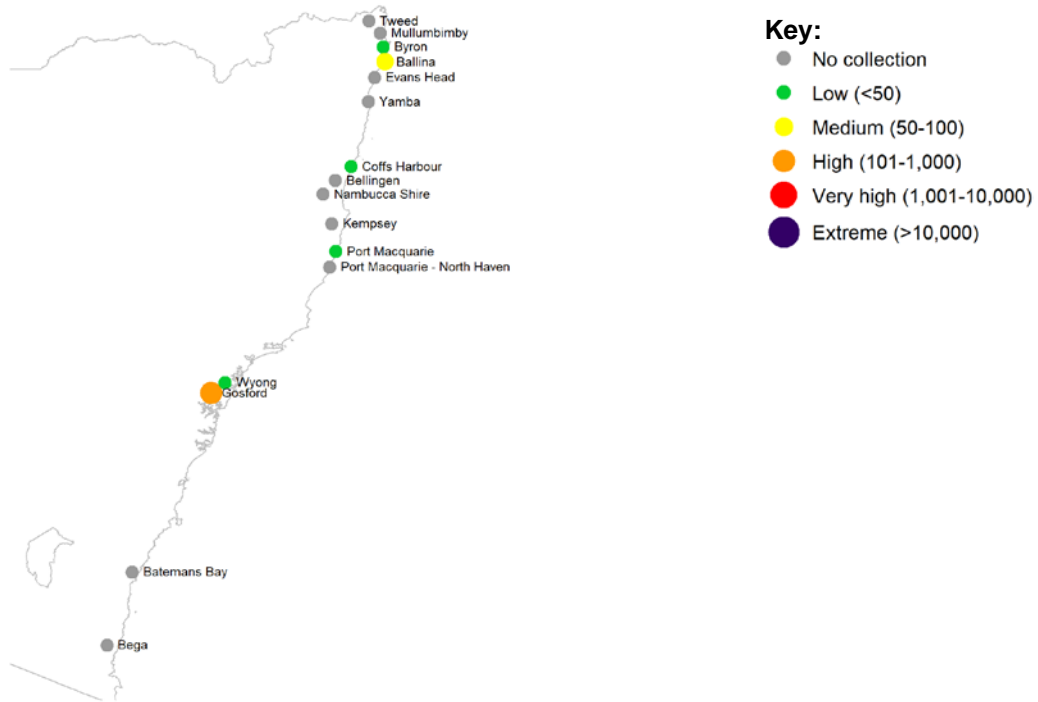 Tweed
Mullumbimby
Byron
Ballina
Evans Head
Yamba
Coffs Harbour
Bellingen
Nambucca Shire
Kempsey
Port Macquarie
Port Macquarie - North Haven
Wyong
Gosford
Batemans Bay
Bega
Key:
No collection
Low (<50)
Medium (50-100)
High (101-1,000)
Very high (1,001-10,000)
Extreme (>10,000)